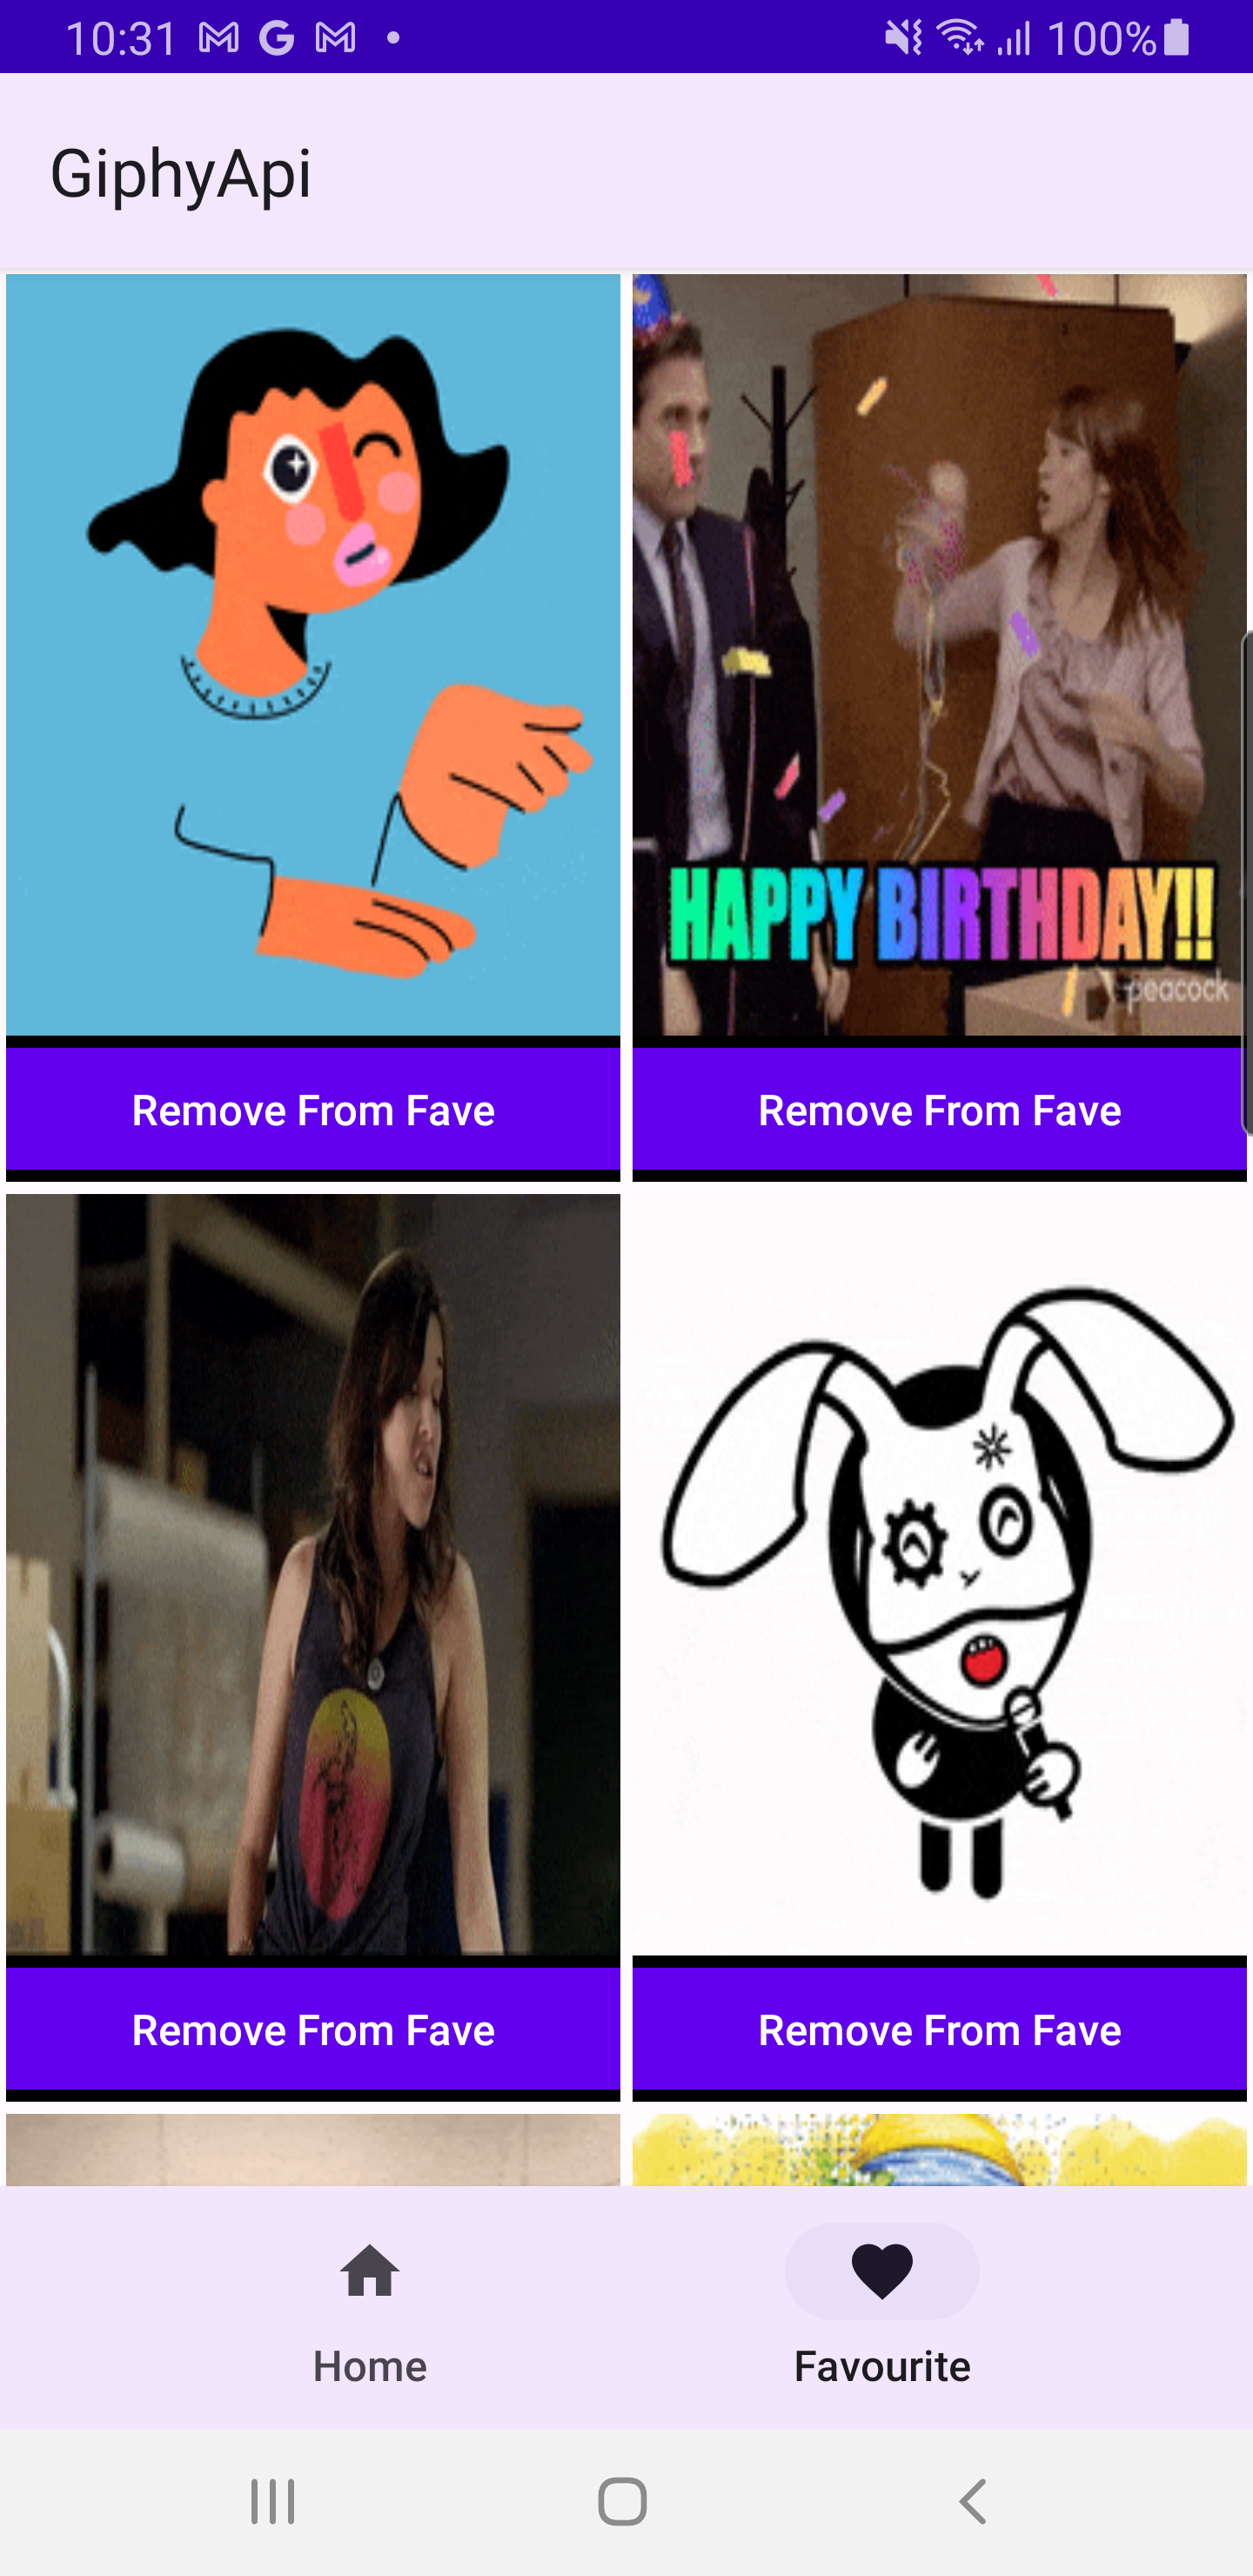 10:31 M G M • 100%
GiphyApi
HAPPY BIRTHDAY!!
peacock
Remove From Fave Remove From Fave
Remove From Fave Remove From Fave
Home Favourite